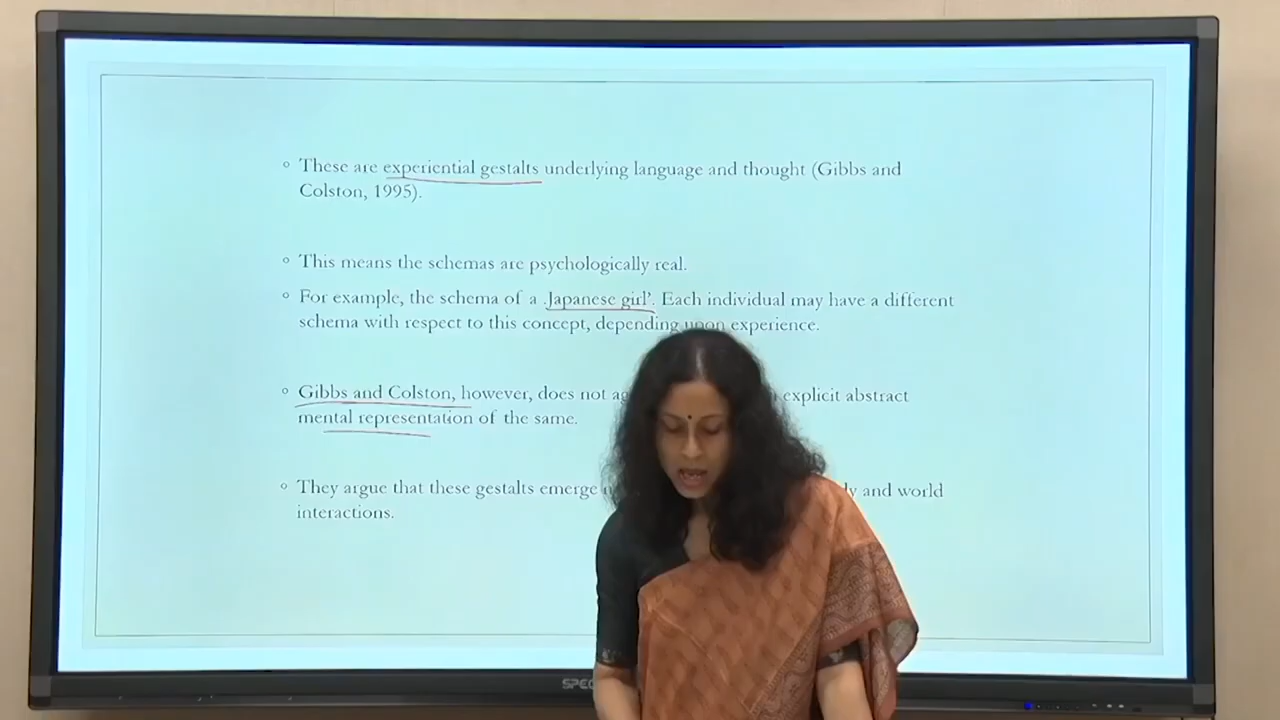 These are experiential gestalts underlying language and thought (Gibbs and
Colston, 1995).
This means the schemas are psychologically real.
For example, the schema of a ‚Japanese girl’. Each individual may have a different
schema with respect to this concept, depending upon experience.
Gibbs and Colston, however, does not explicit abstract
mental representation of the same.
They argue that these gestalts emerge and world
interactions.